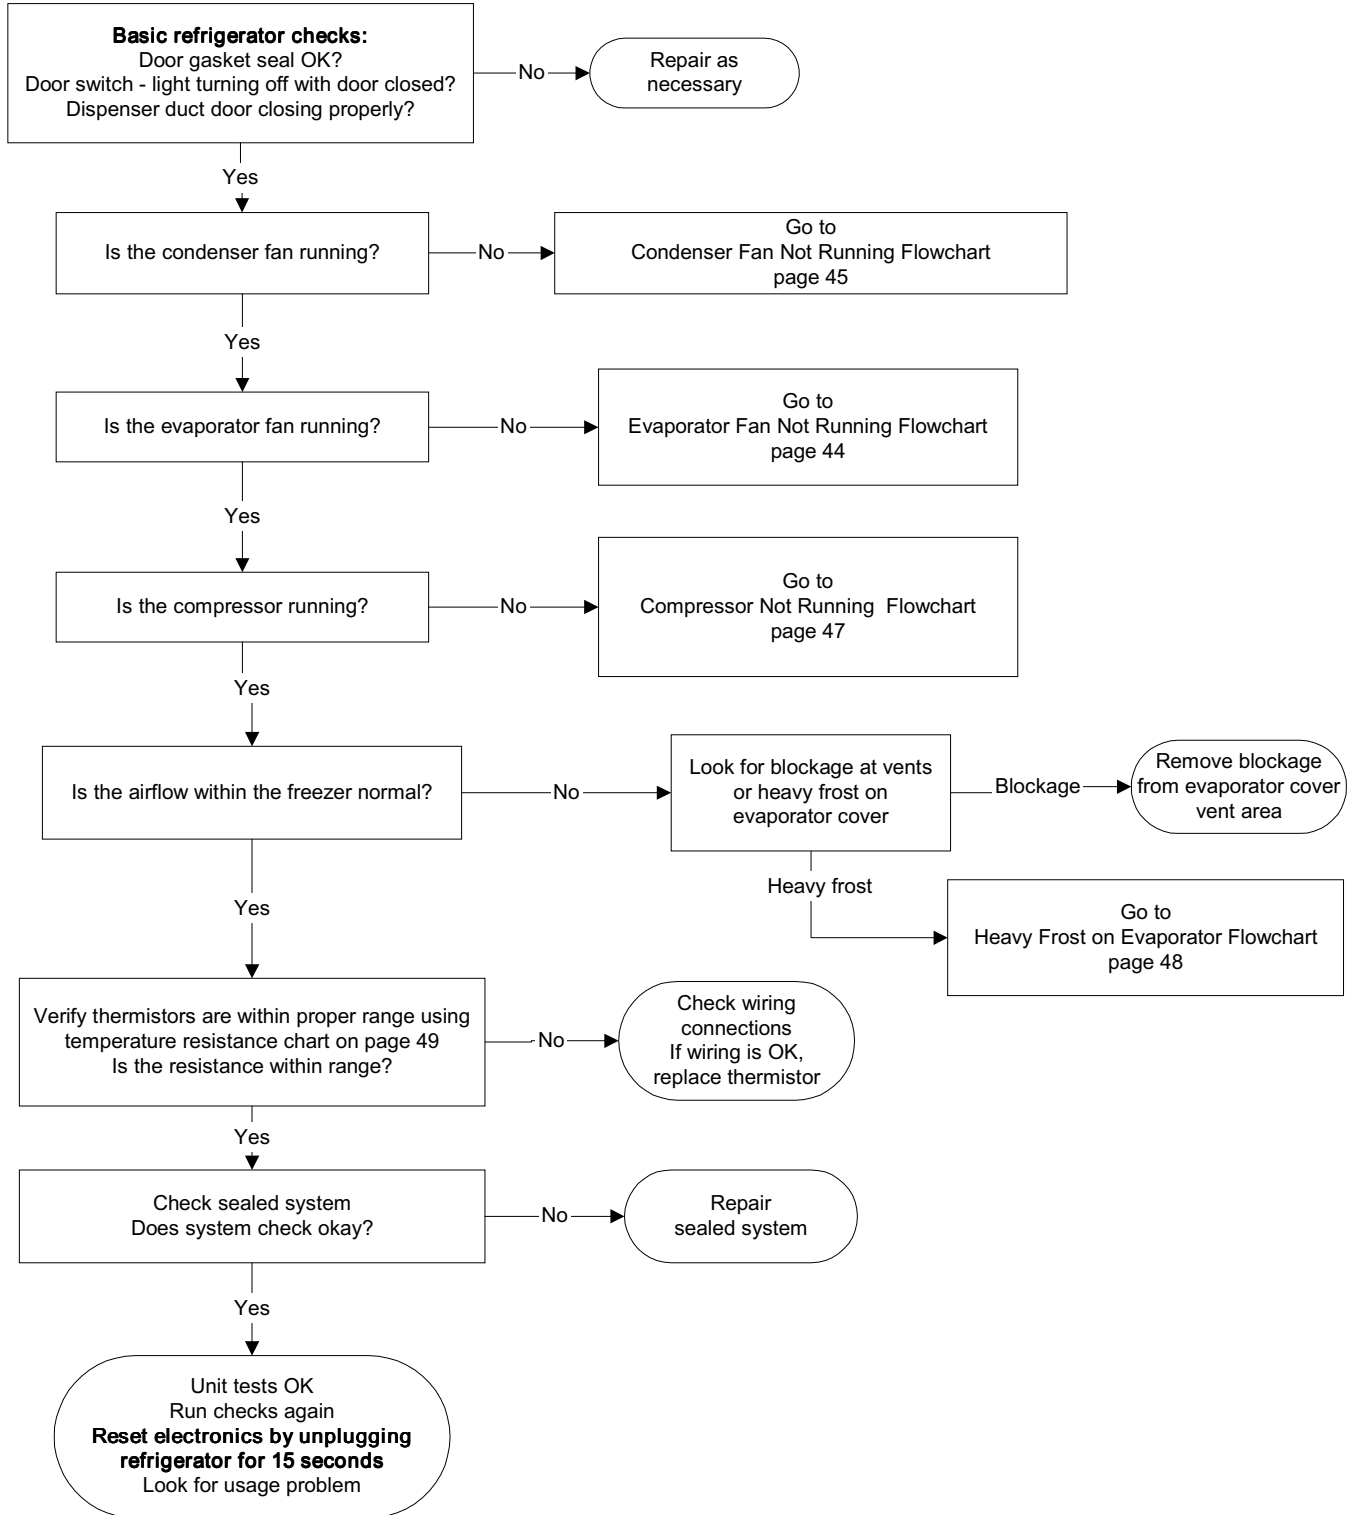 Basic refrigerator checks:
Door gasket seal OK?
Door switch - light turning off with door closed?
Dispenser duct door closing properly?
No
Repair as
necessary
Yes
Is the condenser fan running?
No
Go to
Condenser Fan Not Running Flowchart
page 45
Yes
Is the evaporator fan running?
No
Go to
Evaporator Fan Not Running Flowchart
page 44
Yes
Is the compressor running?
No
Go to
Compressor Not Running Flowchart
page 47
Yes
Is the airflow within the freezer normal?
No
Look for blockage at vents
or heavy frost on
evaporator cover
Blockage
Remove blockage
from evaporator cover
vent area
Heavy frost
Go to
Heavy Frost on Evaporator Flowchart
page 48
Yes
Verify thermistors are within proper range using
temperature resistance chart on page 49
Is the resistance within range?
No
Check wiring
connections
If wiring is OK,
replace thermistor
Yes
Check sealed system
Does system check okay?
No
Repair
sealed system
Yes
Unit tests OK
Run checks again
Reset electronics by unplugging
refrigerator for 15 seconds
Look for usage problem